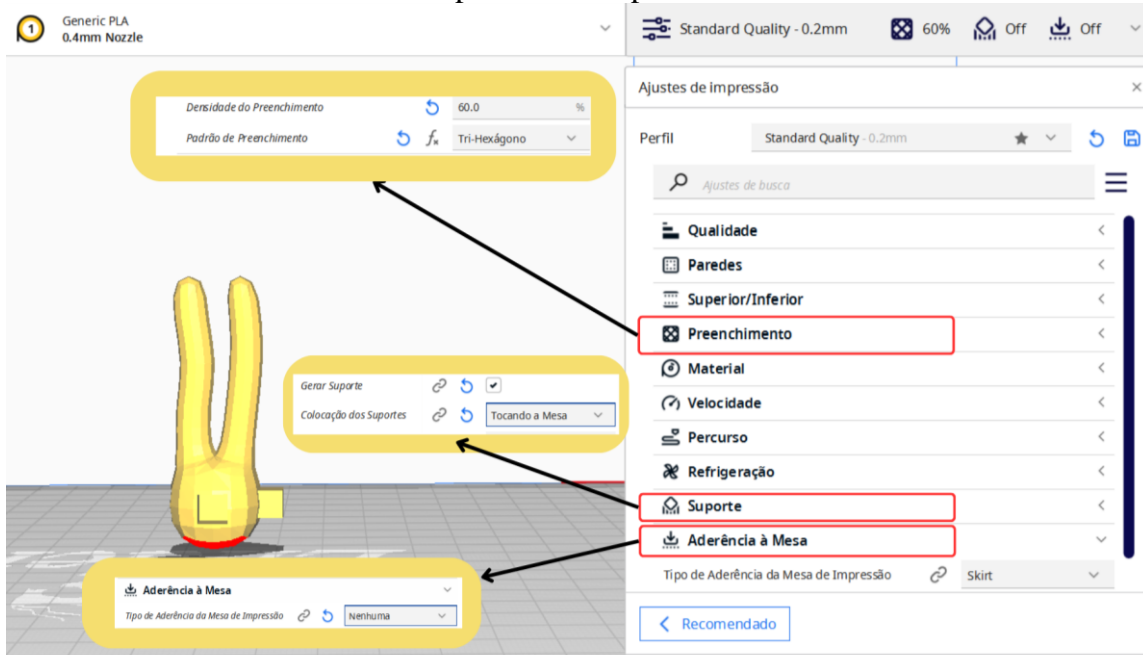 1
Generic PLA
0.4mm Nozzle
Standard Quality - 0.2mm
60%
Off
Off
Densidade do Preenchimento
60.0
%
Padrão de Preenchimento
Tri-Hexágono
Gerar Suporte
Colocação dos Suportes
Tocando a Mesa
Aderência à Mesa
Tipo de Aderência da Mesa de Impressão
Nenhuma
Ajustes de impressão
Perfil
Standard Quality - 0.2mm
Ajustes de busca
Qualidade
Paredes
Superior/Inferior
Preenchimento
Material
Velocidade
Percurso
Refrigeração
Suporte
Aderência à Mesa
Tipo de Aderência da Mesa de Impressão
Skirt
Recomendado